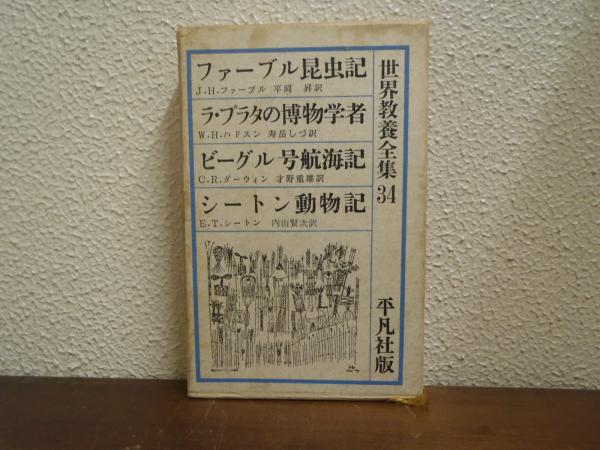 世界教養全集 34
平凡社版
ファーブル昆虫記
J.H.ファーブル 平岡 昇訳
ラ・プラタの博物学者
W.H.ハドスン 寿岳しづ訳
ビーグル号航海記
C.R.ダーウィン 才野重雄訳
シートン動物記
E.T.シートン 内山賢次訳